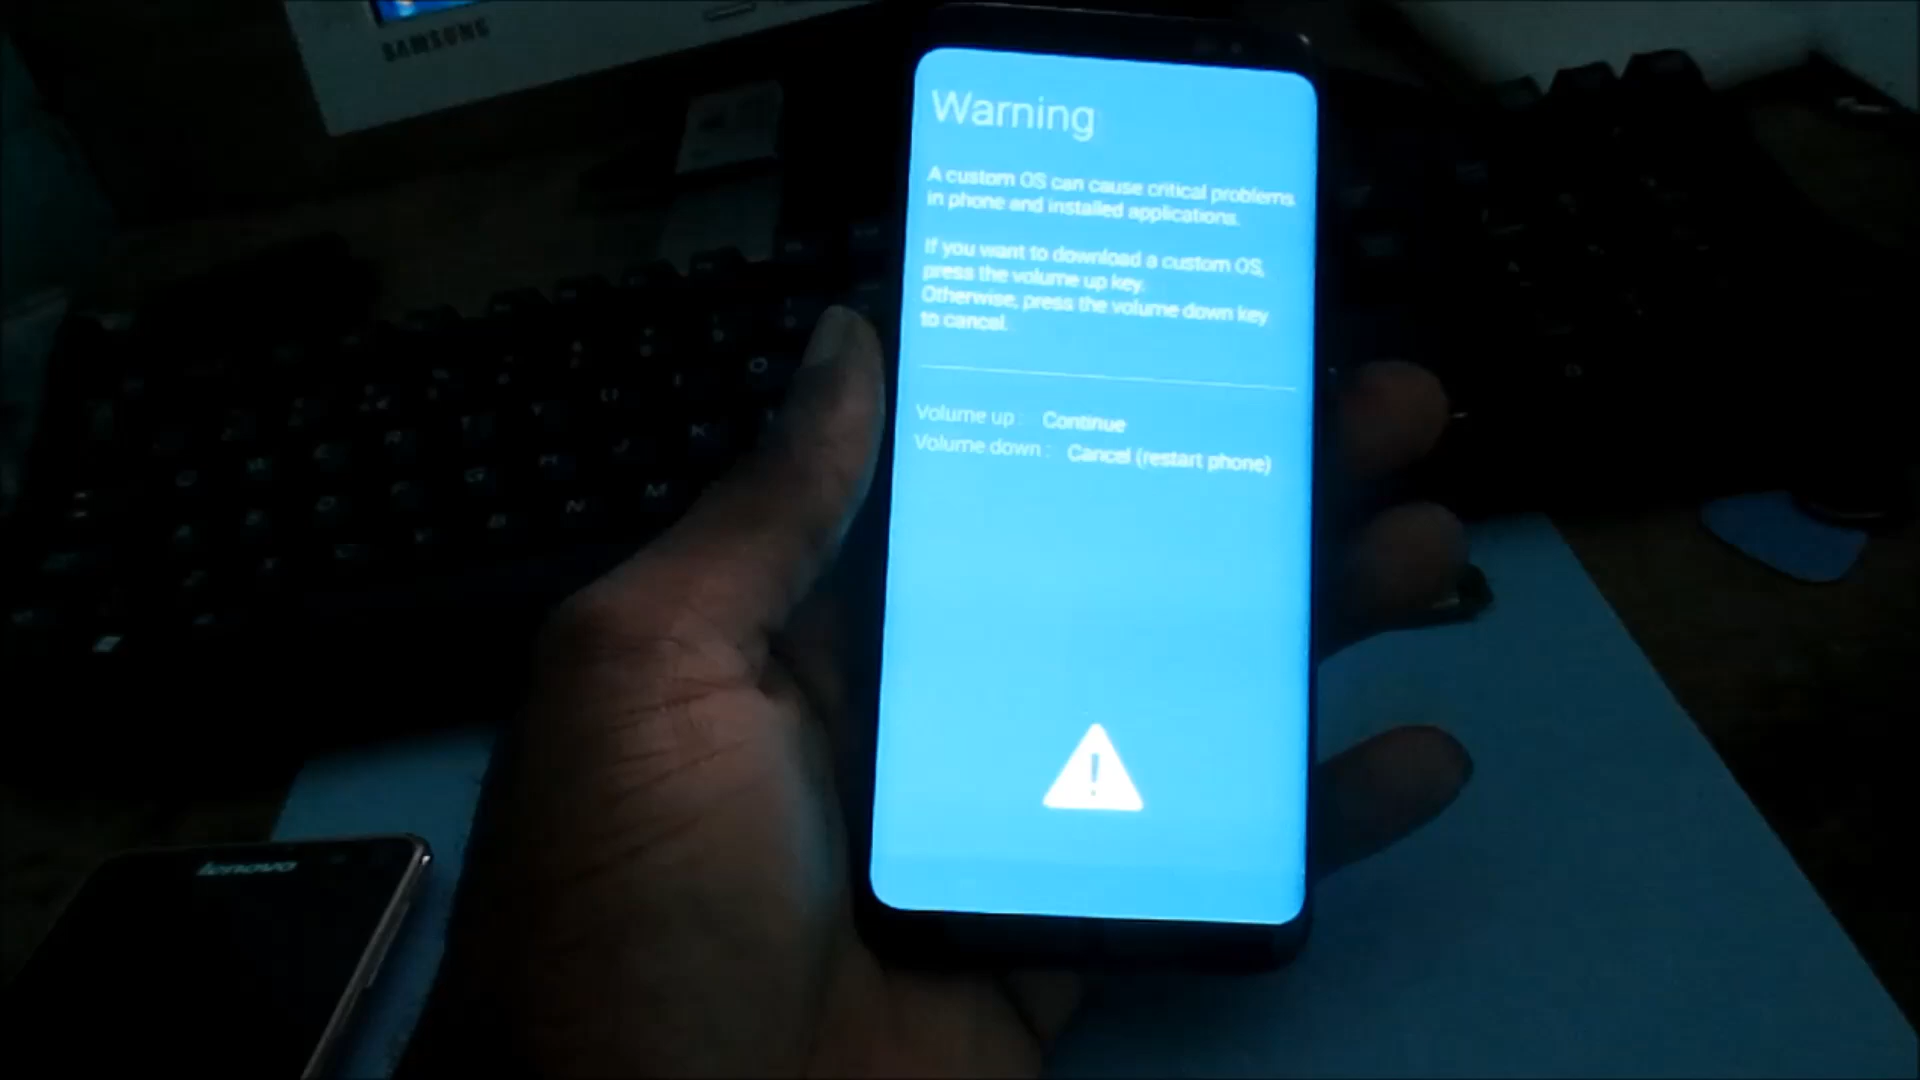 SAMSUNG
Warning
A custom OS can cause critical problems
in phone and installed applications.
If you want to download a custom OS,
press the volume up key.
Otherwise, press the volume down key
to cancel.
Volume up : Continue
Volume down : Cancel (restart phone)
lenovo